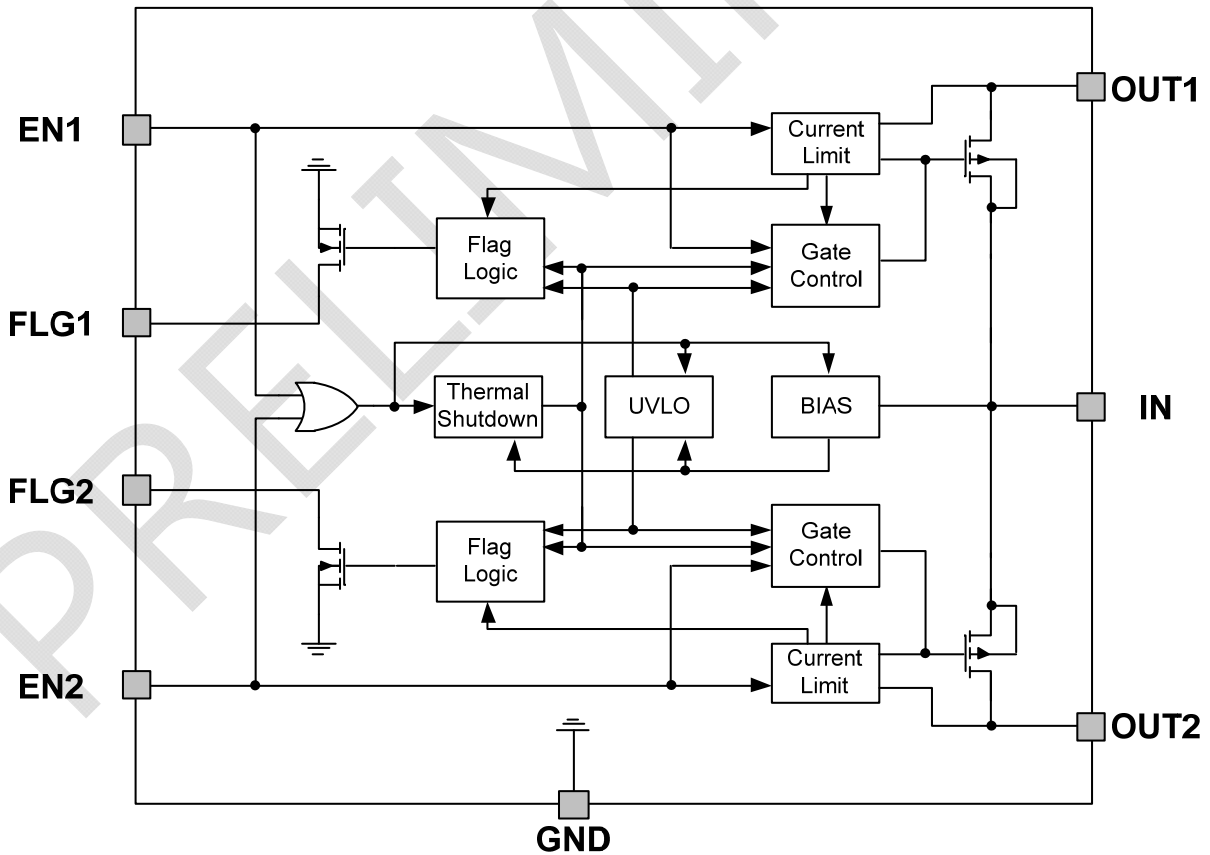 PRELIMI
OUT1
EN1
Current
Limit
Flag
Logic
Gate
Control
FLG1
Thermal
Shutdown
UVLO
BIAS
IN
FLG2
Flag
Logic
Gate
Control
EN2
Current
Limit
OUT2
GND